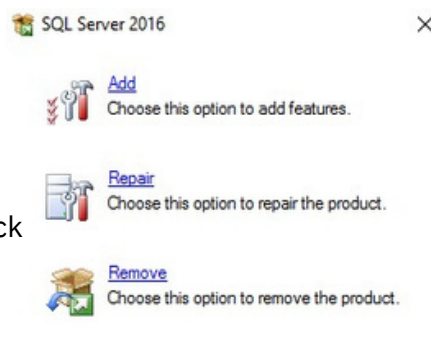 SQL Server 2016
Add
Choose this option to add features.
Repair
Choose this option to repair the product.
ck
Remove
Choose this option to remove the product.